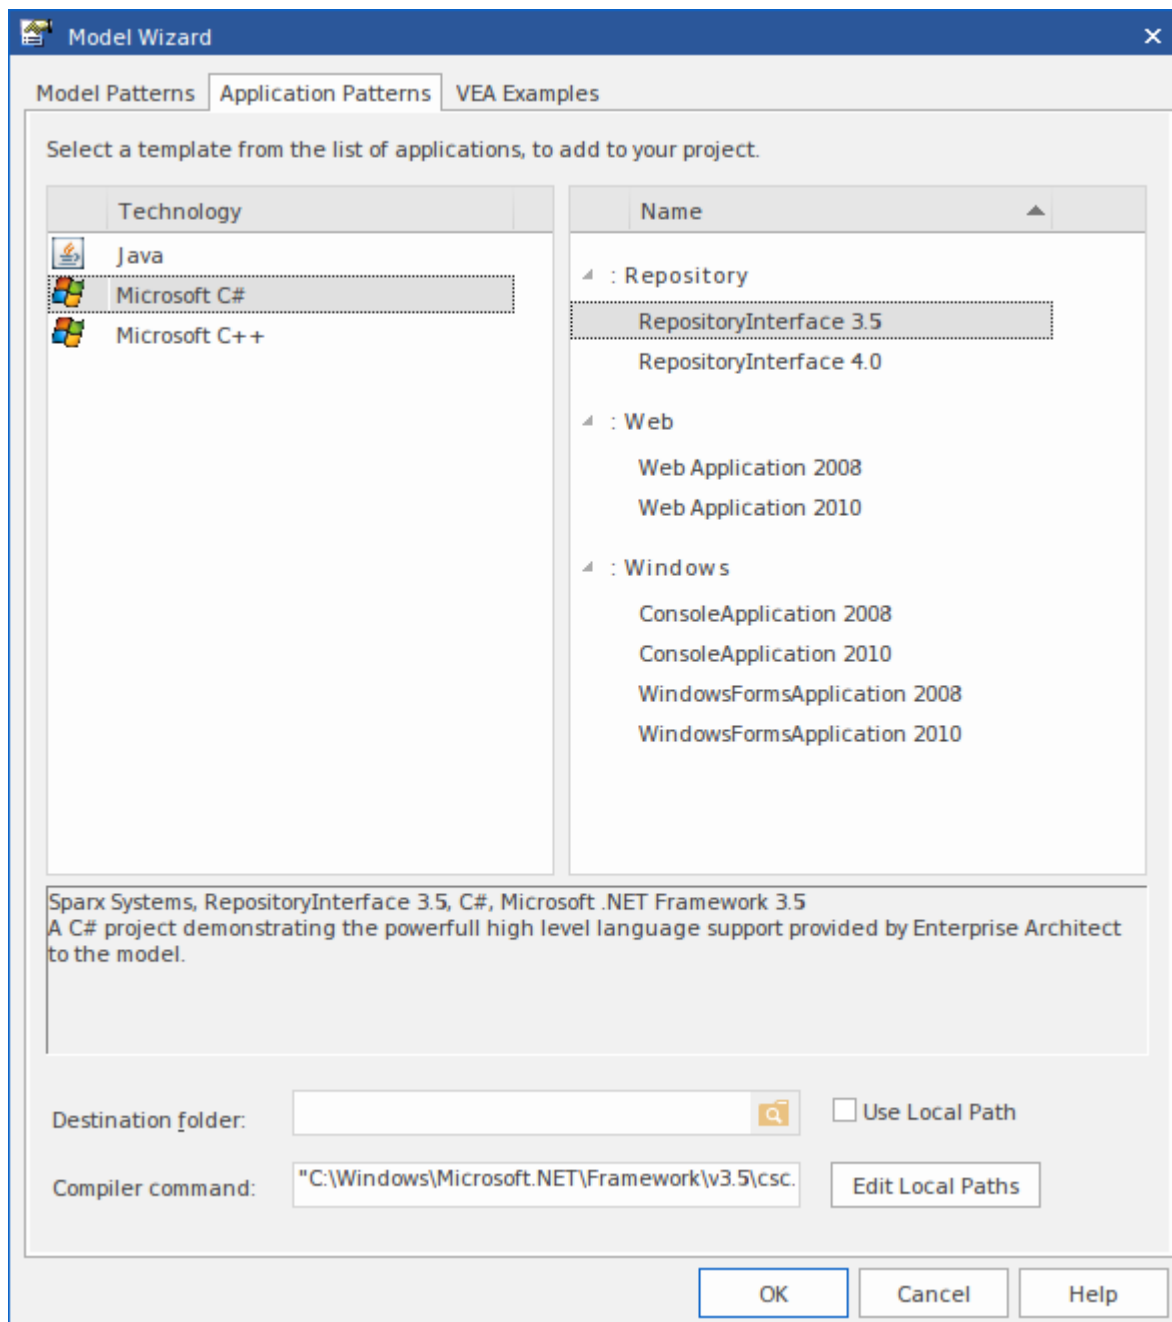 Model Wizard
Model Patterns
Application Patterns
VEA Examples
Select a template from the list of applications, to add to your project.
Technology
Java
Microsoft C#
Microsoft C++
Name
: Repository
RepositoryInterface 3.5
RepositoryInterface 4.0
: Web
Web Application 2008
Web Application 2010
: Windows
ConsoleApplication 2008
ConsoleApplication 2010
WindowsFormsApplication 2008
WindowsFormsApplication 2010
Sparx Systems, RepositoryInterface 3.5, C#, Microsoft .NET Framework 3.5
A C# project demonstrating the powerfull high level language support provided by Enterprise Architect
to the model.
Destination folder:
Use Local Path
Compiler command:
"C:\Windows\Microsoft.NET\Framework\v3.5\csc.
Edit Local Paths
OK
Cancel
Help